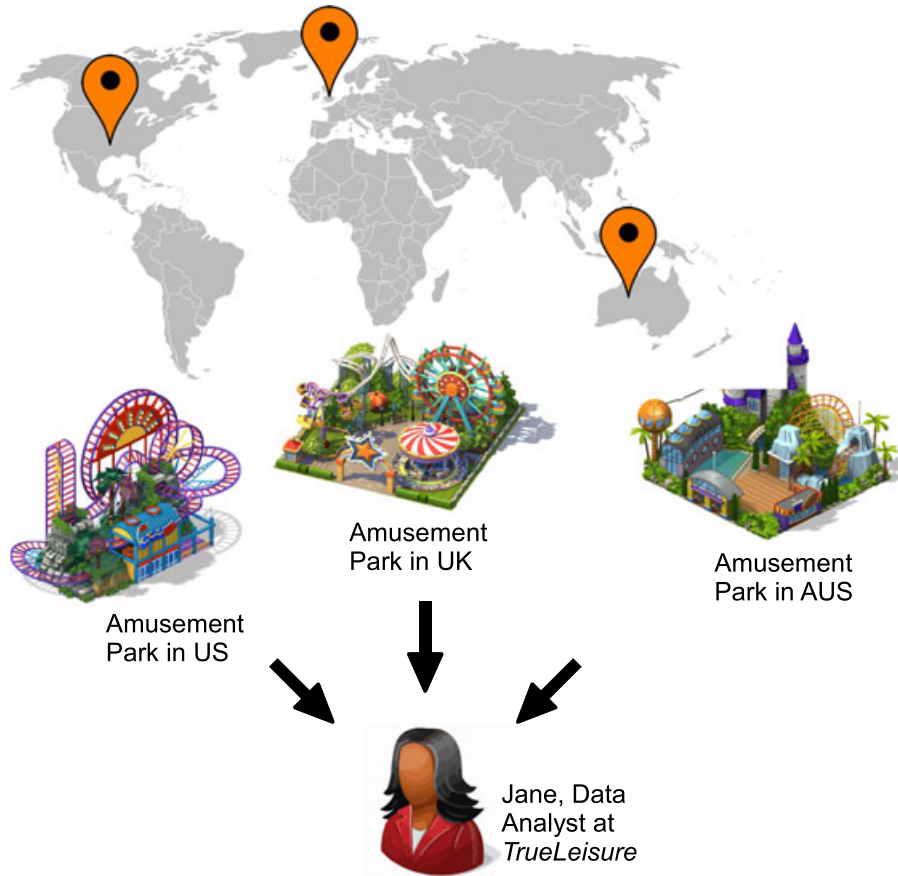 Amusement
Park in UK
Amusement
Park in AUS
Amusement
Park in US
Jane, Data
Analyst at
TrueLeisure